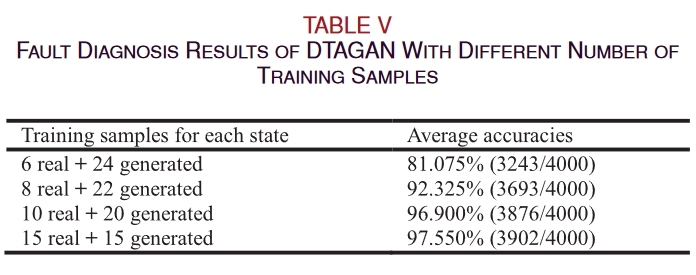 TABLE V
FAULT DIAGNOSIS RESULTS OF DTAGAN WITH DIFFERENT NUMBER OF
TRAINING SAMPLES
Training samples for each state Average accuracies
6 real + 24 generated 81.075% (3243/4000)
8 real + 22 generated 92.325% (3693/4000)
10 real + 20 generated 96.900% (3876/4000)
15 real + 15 generated 97.550% (3902/4000)